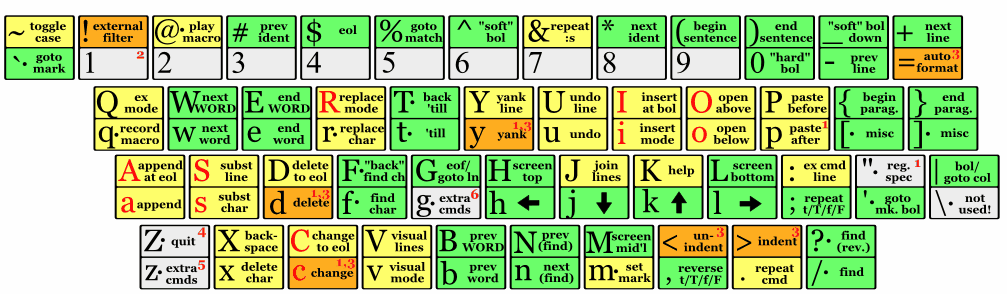 ~ toggle case
! external filter
@· play macro
# prev ident
$ eol
% goto match
^ "soft" bol
& repeat :s
* next ident
( begin sentence
) end sentence
_ "soft" bol down
+ next line
`· goto mark
1 2
2
3
4
5
6
7
8
9
0 "hard" bol
- prev line
= auto 3 format
Q ex mode
W next WORD
E end WORD
R replace mode
T· back 'till
Y yank line
U undo line
I insert at bol
O open above
P paste before
{ begin parag.
} end parag.
q· record macro
w next word
e end word
r· replace char
t· 'till
y yank 1,3
u undo
i insert mode
o open below
p paste 1 after
[· misc
]· misc
A append at eol
S subst line
D delete to eol
F· "back" find ch
G eof/ goto ln
H screen top
J join lines
K help
L screen bottom
: ex cmd line
"· reg. 1 spec
| bol/ goto col
a append
s subst char
d delete 1,3
f· find char
g· extra 6 cmds
h ←
j ↓
k ↑
l →
; repeat t/T/f/F
'· goto mk. bol
\· not used!
Z· quit 4
X back- space
C change to eol
V visual lines
B prev WORD
N prev (find)
M screen mid'l
< un- 3 indent
> indent 3
?· find (rev.)
Z· extra 5 cmds
x delete char
c change 1,3
v visual mode
b prev word
n next (find)
m· set mark
, reverse t/T/f/F
. repeat cmd
/· find